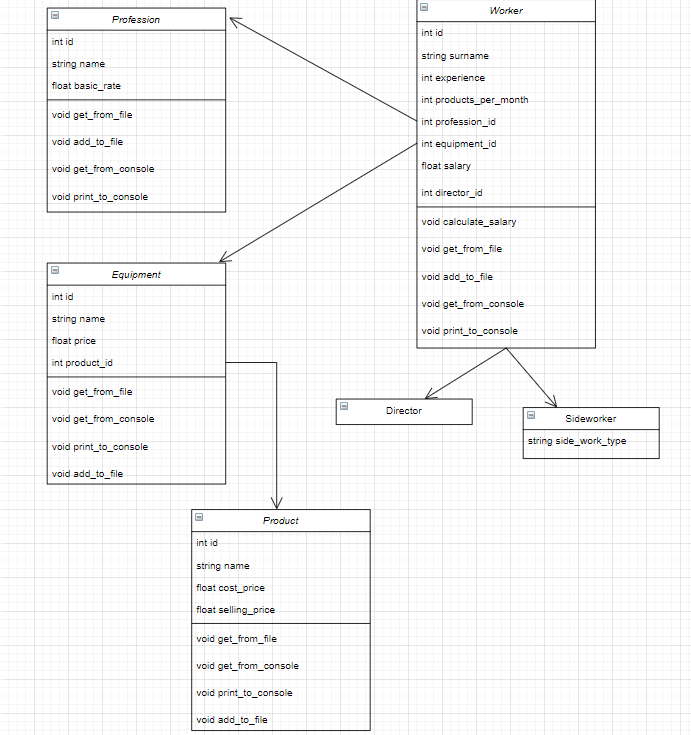 Profession
int id
string name
float basic_rate
void get_from_file
void add_to_file
void get_from_console
void print_to_console
Worker
int id
string surname
int experience
int products_per_month
int profession_id
int equipment_id
float salary
int director_id
void calculate_salary
void get_from_file
void add_to_file
void get_from_console
void print_to_console
Equipment
int id
string name
float price
int product_id
void get_from_file
void get_from_console
void print_to_console
void add_to_file
Director
Sideworker
string side_work_type
Product
int id
string name
float cost_price
float selling_price
void get_from_file
void get_from_console
void print_to_console
void add_to_file